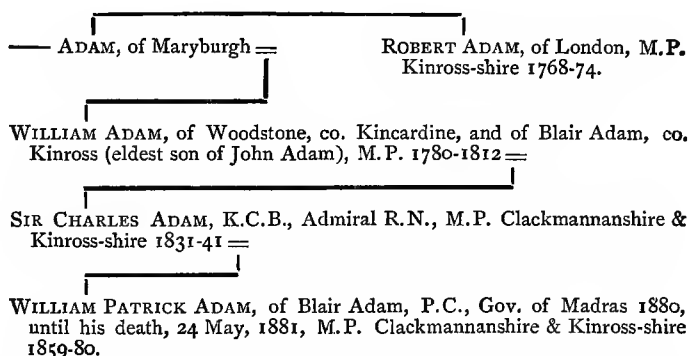 — ADAM, of Maryburgh =
ROBERT ADAM, of London, M.P.
Kinross-shire 1768-74.
WILLIAM ADAM, of Woodstone, co. Kincardine, and of Blair Adam, co.
Kinross (eldest son of John Adam), M.P. 1780-1812 =
SIR CHARLES ADAM, K.C.B., Admiral R.N., M.P. Clackmannanshire &
Kinross-shire 1831-41 =
WILLIAM PATRICK ADAM, of Blair Adam, P.C., Gov. of Madras 1880,
until his death, 24 May, 1881, M.P. Clackmannanshire & Kinross-shire
1859-80.